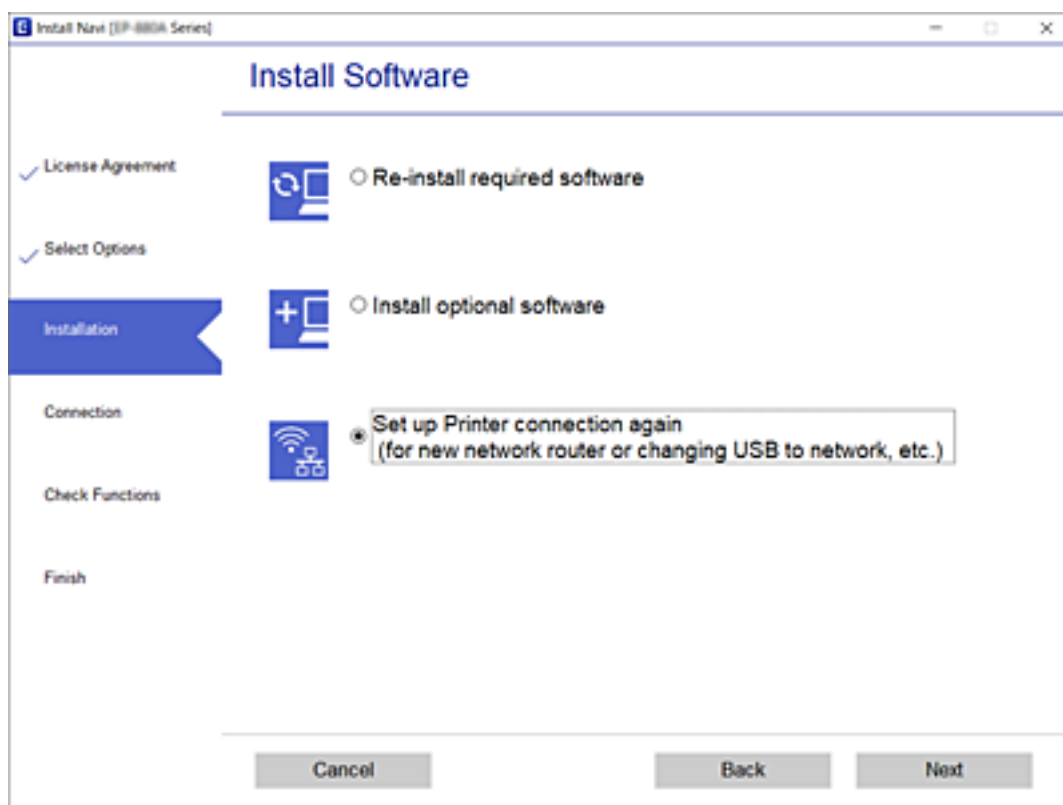 Install Navi [EP-880A Series]
Install Software
License Agreement
Select Options
Installation
Connection
Check Functions
Finish
Re-install required software
Install optional software
Set up Printer connection again
(for new network router or changing USB to network, etc.)
Cancel
Back
Next